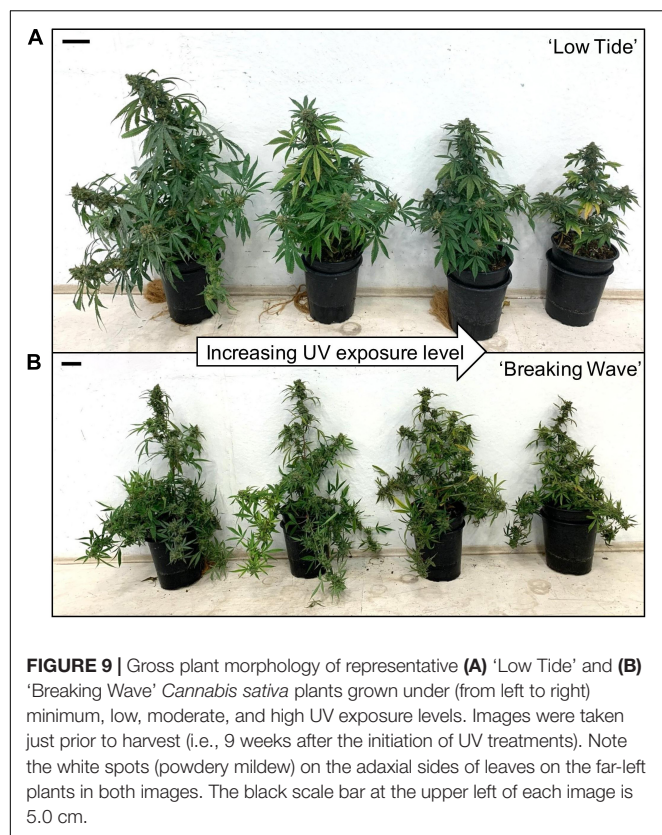 A
'Low Tide'
Increasing UV exposure level
B
'Breaking Wave'
FIGURE 9 | Gross plant morphology of representative (A) 'Low Tide' and (B)
'Breaking Wave' Cannabis sativa plants grown under (from left to right)
minimum, low, moderate, and high UV exposure levels. Images were taken
just prior to harvest (i.e., 9 weeks after the initiation of UV treatments). Note
the white spots (powdery mildew) on the adaxial sides of leaves on the far-left
plants in both images. The black scale bar at the upper left of each image is
5.0 cm.